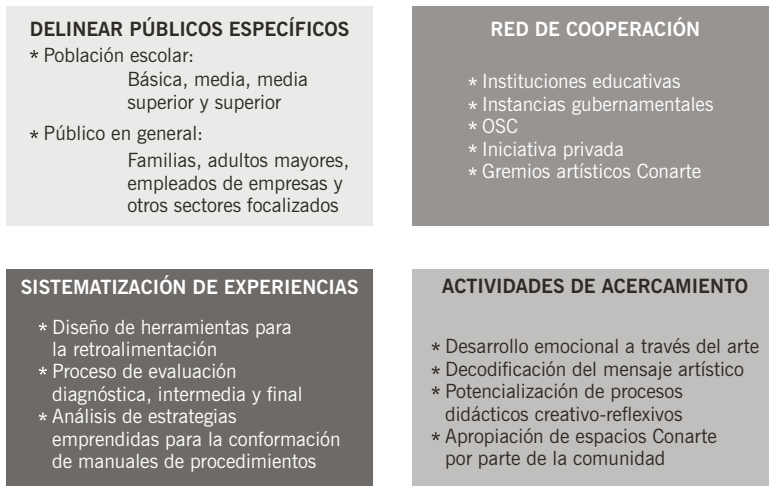 DELINEAR PÚBLICOS ESPECÍFICOS
* Población escolar:
Básica, media, media
superior y superior
* Público en general:
Familias, adultos mayores,
empleados de empresas y
otros sectores focalizados
RED DE COOPERACIÓN
* Instituciones educativas
* Instancias gubernamentales
* OSC
* Iniciativa privada
* Gremios artísticos Conarte
SISTEMATIZACIÓN DE EXPERIENCIAS
* Diseño de herramientas para
la retroalimentación
* Proceso de evaluación
diagnóstica, intermedia y final
* Análisis de estrategias
emprendidas para la conformación
de manuales de procedimientos
ACTIVIDADES DE ACERCAMIENTO
* Desarrollo emocional a través del arte
* Decodificación del mensaje artístico
* Potencialización de procesos
didácticos creativo-reflexivos
* Apropiación de espacios Conarte
por parte de la comunidad